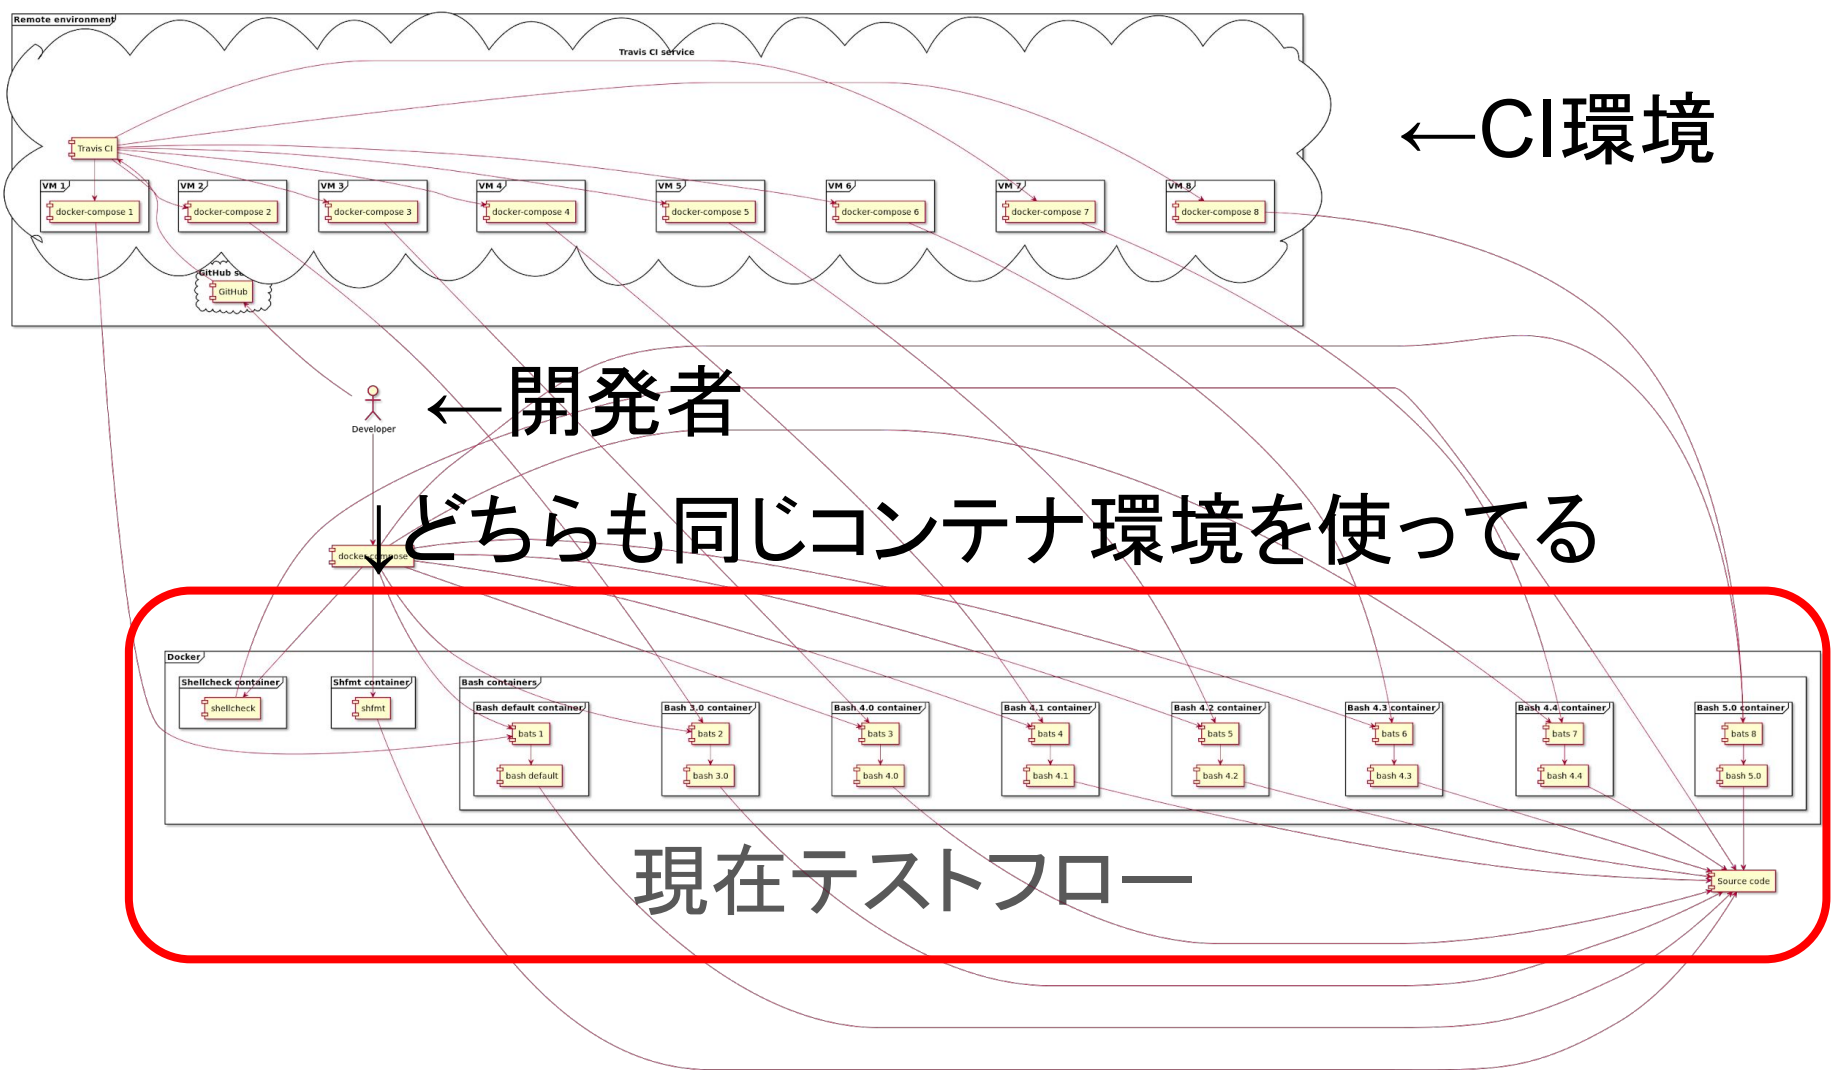 Remote environment
Travis CI service
←CI環境
Travis CI
VM 1
VM 2
VM 3
VM 4
VM 5
VM 6
VM 7
VM 8
docker-compose 1
docker-compose 2
docker-compose 3
docker-compose 4
docker-compose 5
docker-compose 6
docker-compose 7
docker-compose 8
GitHub se
GitHub
←開発者
Developer
↓どちらも同じコンテナ環境を使ってる
docker-compose
Docker
Shellcheck container
Shfmt container
Bash containers
shellcheck
shfmt
Bash default container
Bash 3.0 container
Bash 4.0 container
Bash 4.1 container
Bash 4.2 container
Bash 4.3 container
Bash 4.4 container
Bash 5.0 container
bats 1
bats 2
bats 3
bats 4
bats 5
bats 6
bats 7
bats 8
bash default
bash 3.0
bash 4.0
bash 4.1
bash 4.2
bash 4.3
bash 4.4
bash 5.0
現在テストフロー
Source code